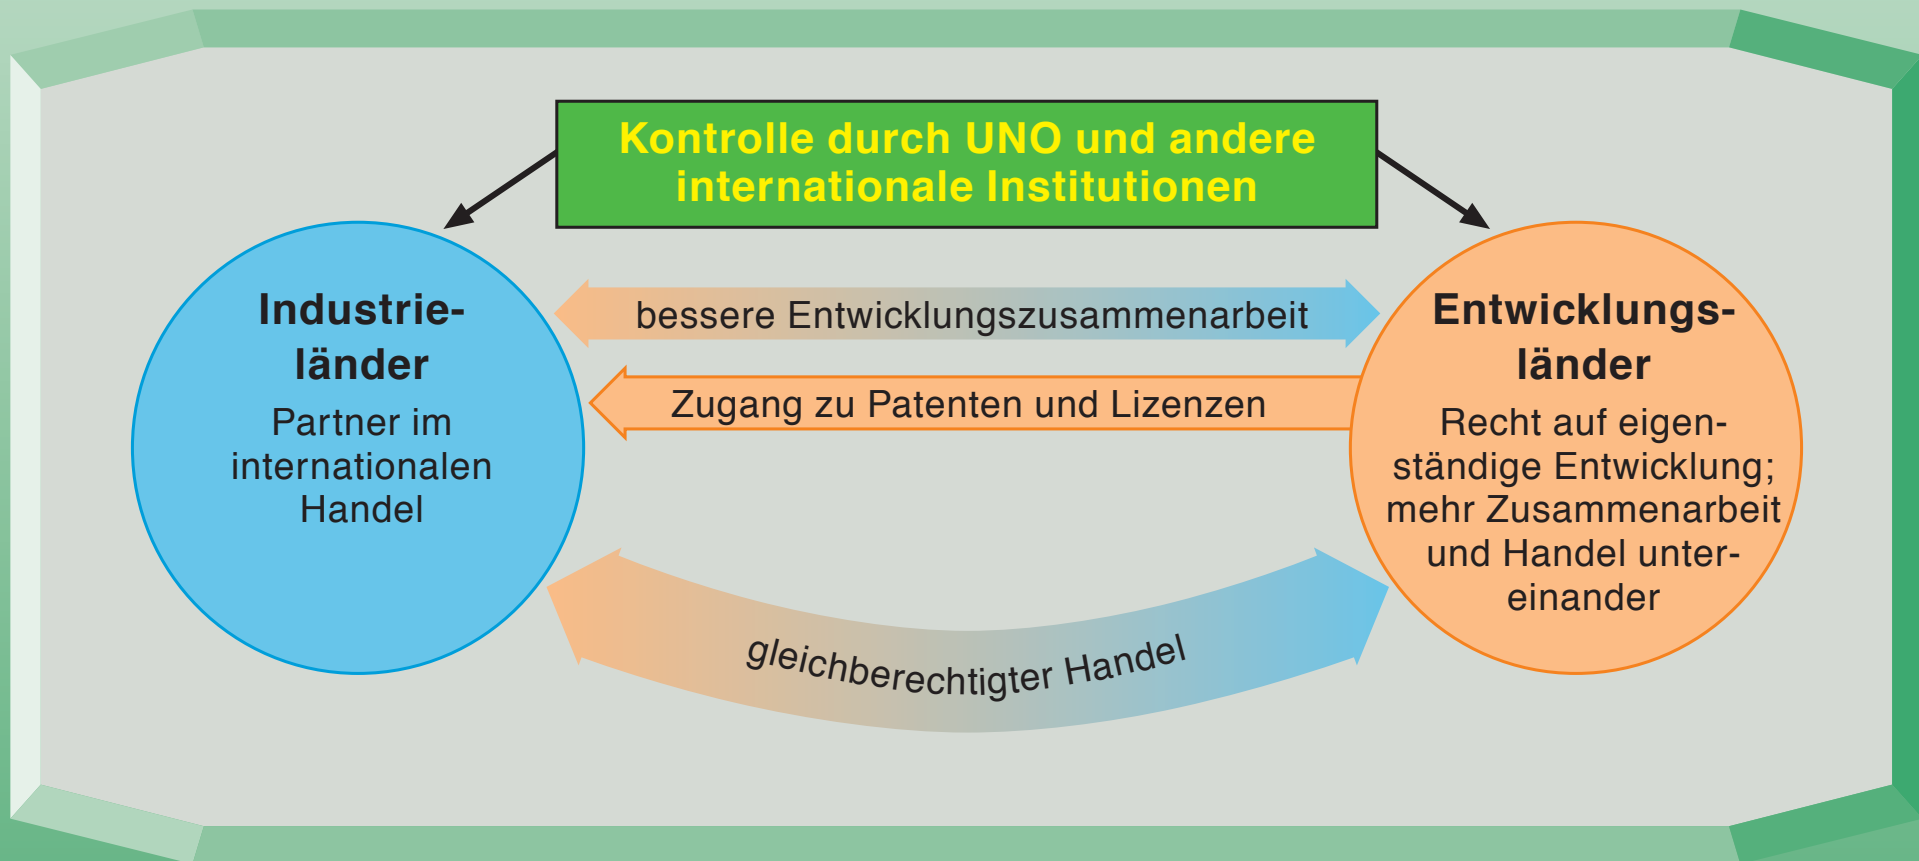 Kontrolle durch UNO und andere
internationale Institutionen
Industrie-
länder
Partner im
internationalen
Handel
bessere Entwicklungszusammenarbeit
Zugang zu Patenten und Lizenzen
gleichberechtigter Handel
Entwicklungs-
länder
Recht auf eigen-
ständige Entwicklung;
mehr Zusammenarbeit
und Handel unter-
einander